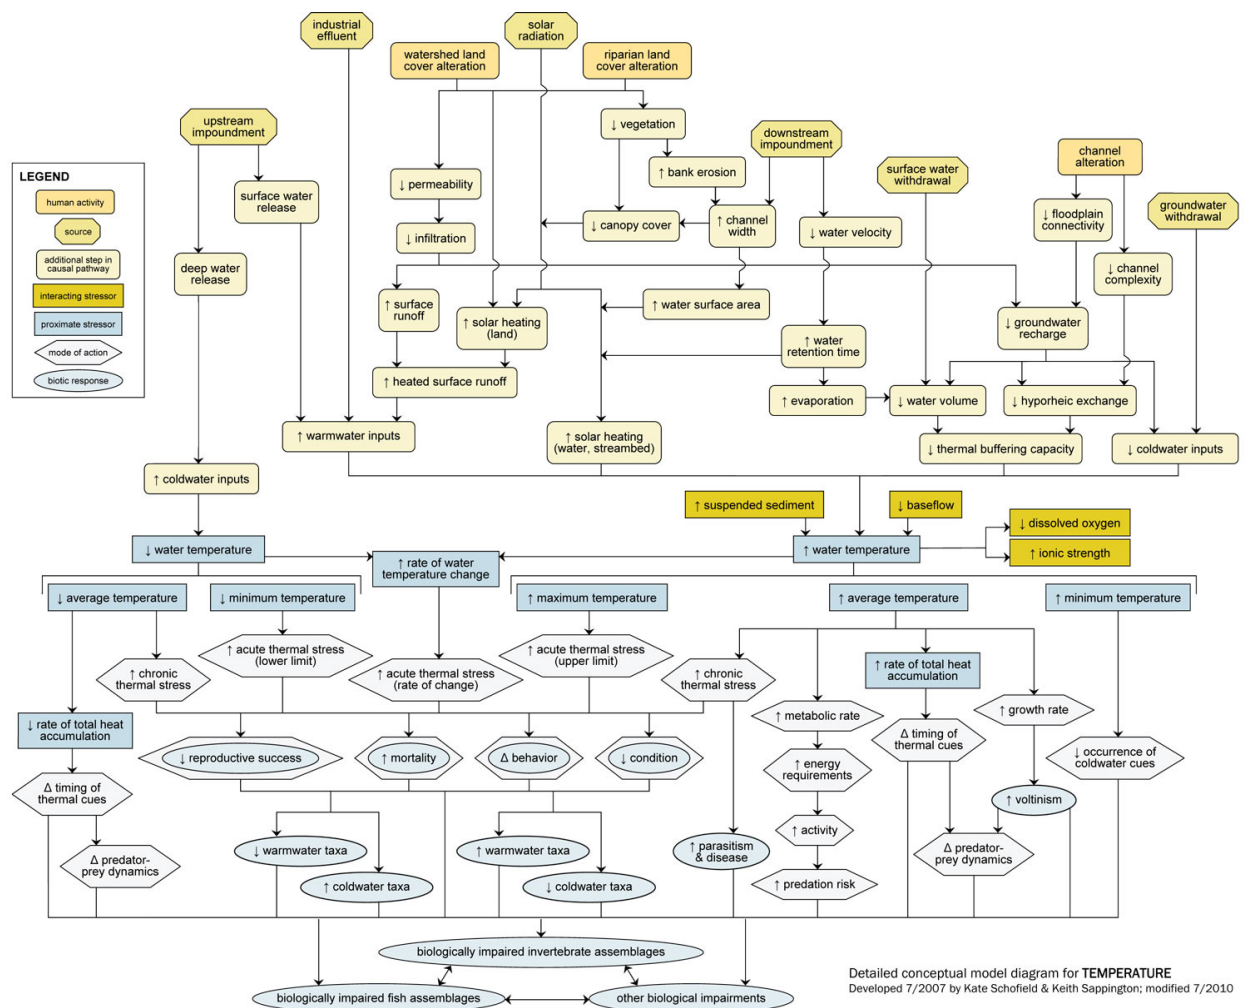 industrial
effluent
solar
radiation
watershed land
cover alteration
riparian land
cover alteration
upstream
impoundment
↓ vegetation
downstream
impoundment
channel
alteration
surface water
withdrawal
groundwater
withdrawal
LEGEND
human activity
source
additional step in
causal pathway
interacting stressor
proximate stressor
mode of action
biotic response
surface water
release
↓ permeability
↑ bank erosion
↓ canopy cover
↑ channel
width
↓ water velocity
↓ floodplain
connectivity
↓ infiltration
deep water
release
↓ channel
complexity
↑ surface
runoff
↑ solar heating
(land)
↑ water surface area
↓ groundwater
recharge
↑ water
retention time
↑ heated surface runoff
↑ evaporation
↓ water volume
↓ hyporheic exchange
↑ warmwater inputs
↑ solar heating
(water, streambed)
↓ thermal buffering capacity
↓ coldwater inputs
↑ coldwater inputs
↑ suspended sediment
↓ baseflow
↓ dissolved oxygen
↑ ionic strength
↓ water temperature
↑ rate of water
temperature change
↑ water temperature
↓ average temperature
↓ minimum temperature
↑ maximum temperature
↑ average temperature
↑ minimum temperature
↑ chronic
thermal stress
↑ acute thermal stress
(lower limit)
↑ acute thermal stress
(rate of change)
↑ acute thermal stress
(upper limit)
↑ chronic
thermal stress
↑ rate of total heat
accumulation
↓ rate of total heat
accumulation
↑ metabolic rate
↑ growth rate
Δ timing of
thermal cues
↓ reproductive success
↑ mortality
Δ behavior
↓ condition
↑ energy
requirements
↓ occurrence of
coldwater cues
Δ timing of
thermal cues
↑ voltinism
↑ activity
↓ warmwater taxa
↑ warmwater taxa
↑ parasitism
& disease
Δ predator-
prey dynamics
Δ predator-
prey dynamics
↑ coldwater taxa
↓ coldwater taxa
↑ predation risk
biologically impaired invertebrate assemblages
biologically impaired fish assemblages
other biological impairments
Detailed conceptual model diagram for TEMPERATURE
Developed 7/2007 by Kate Schofield & Keith Sappington; modified 7/2010